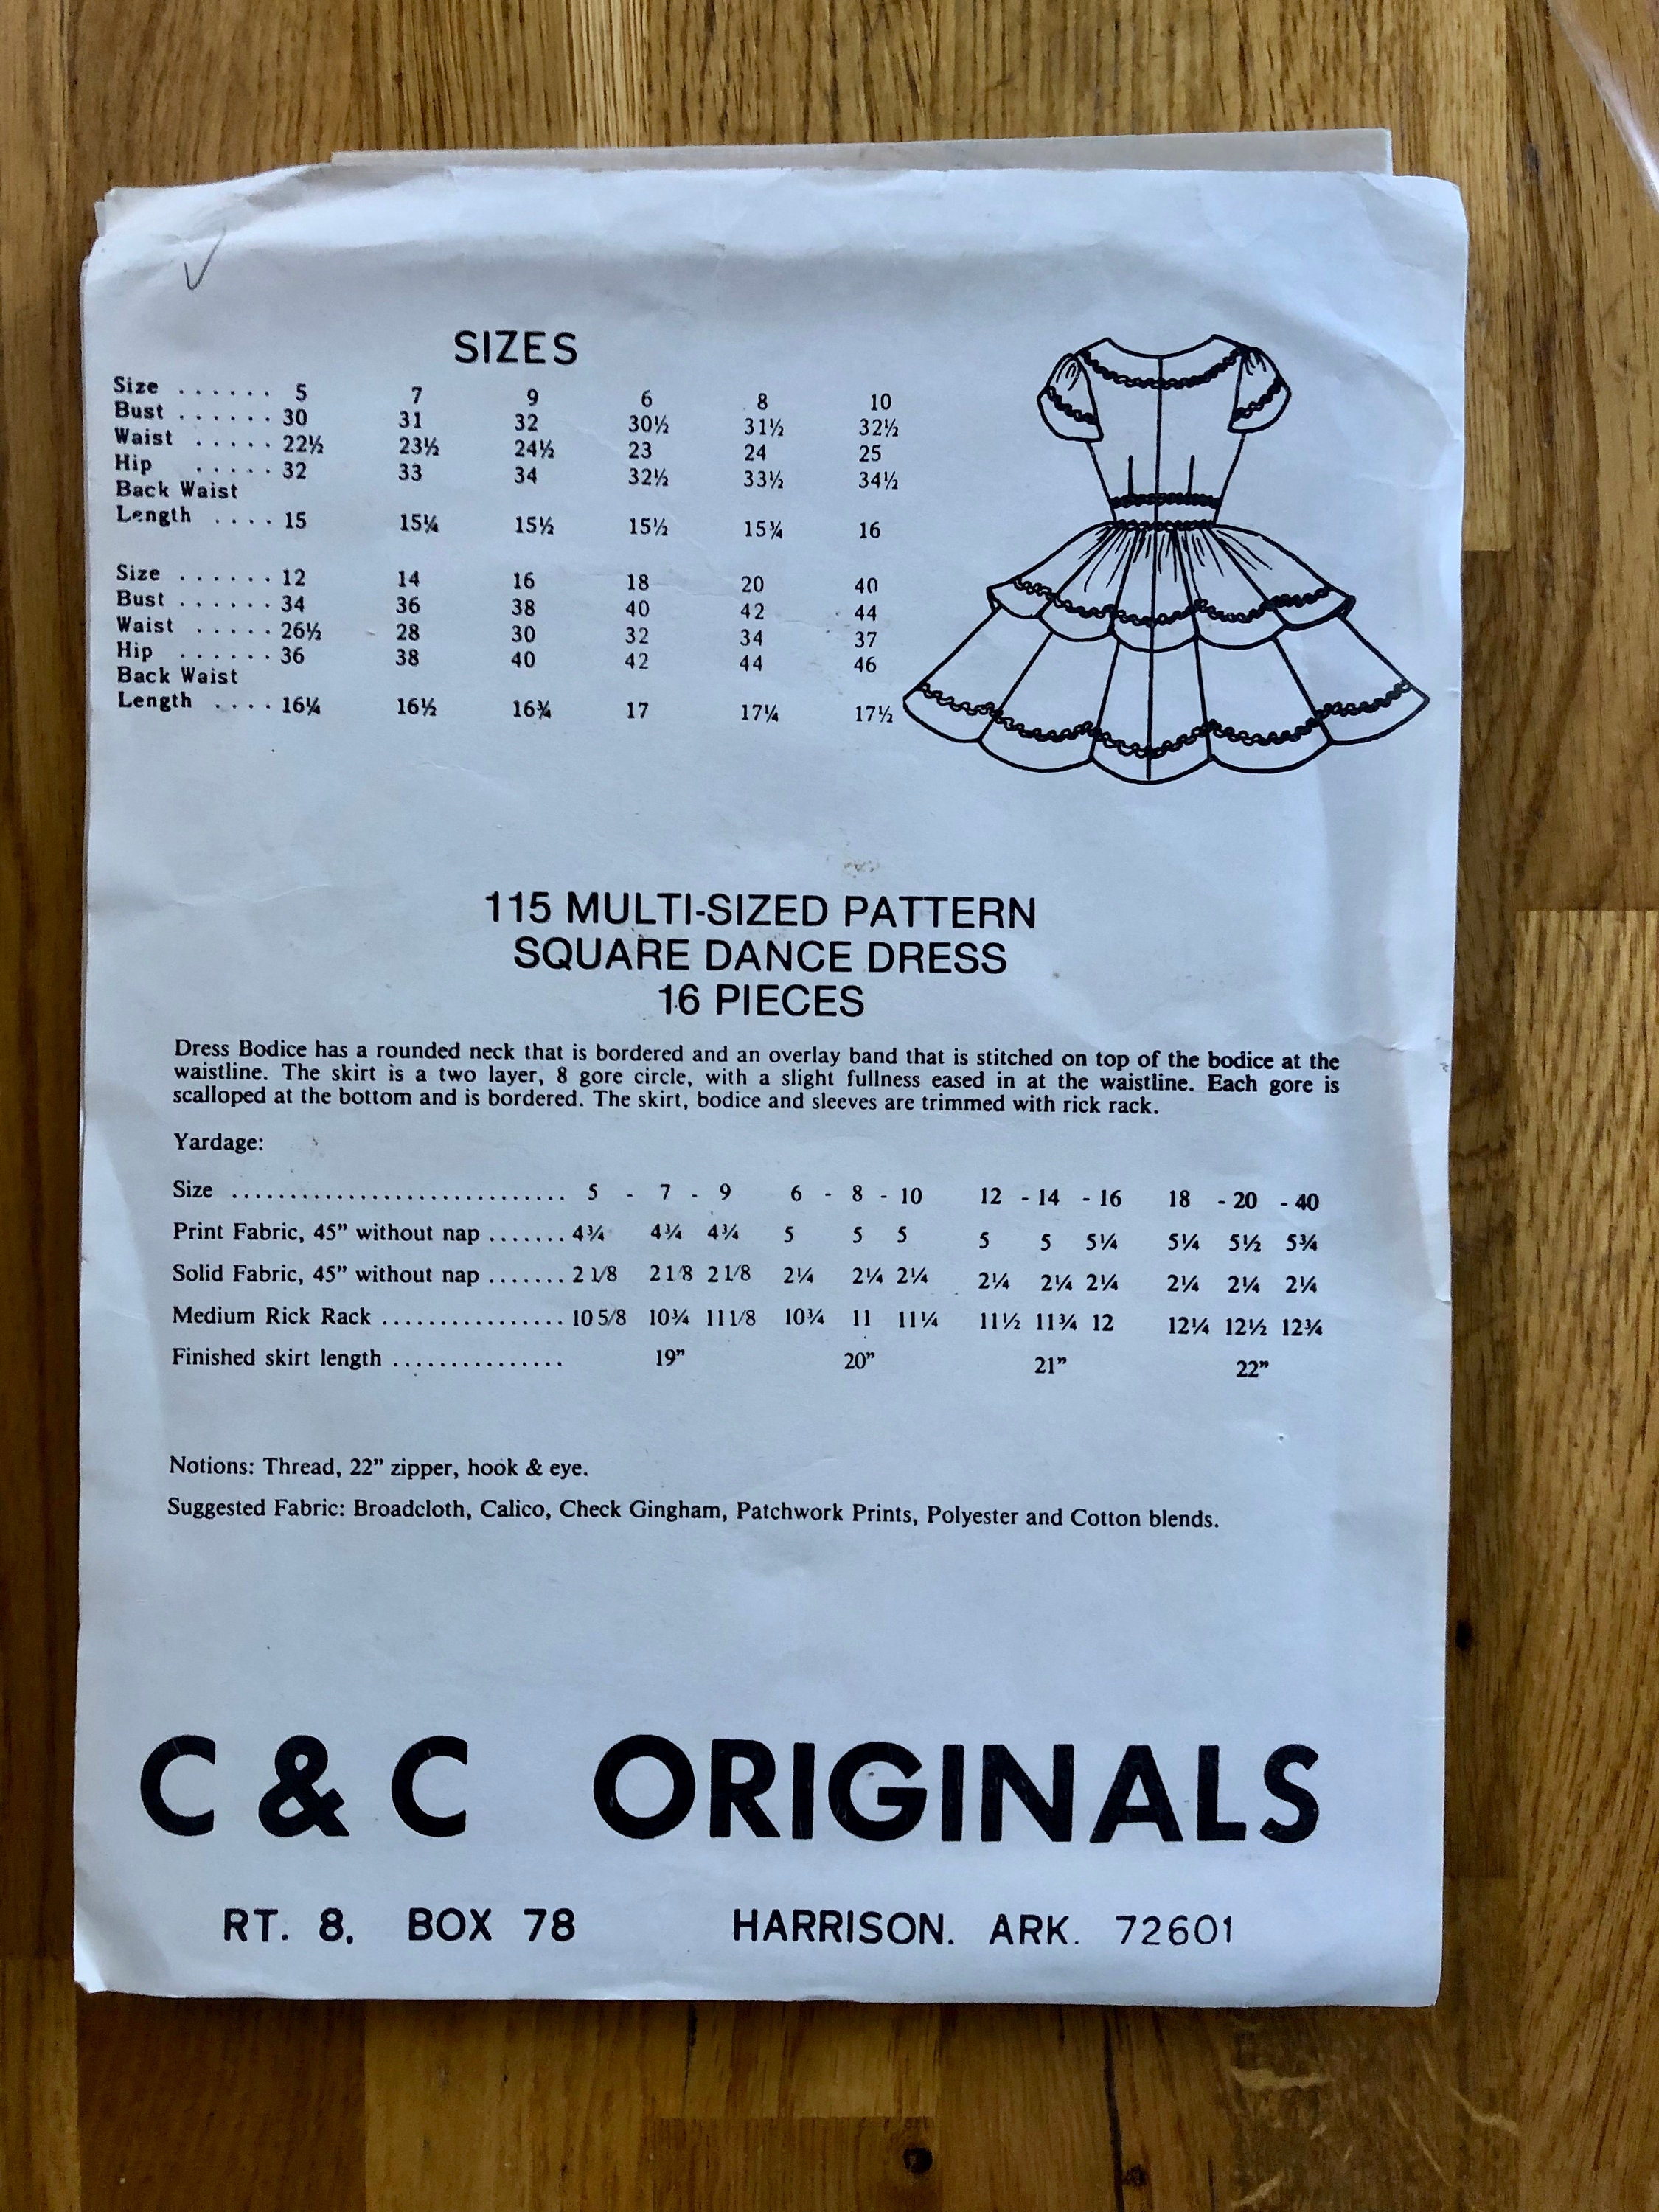 SIZES
Size ...... 5 7 9 6 8 10
Bust ...... 30 31 32 30½ 31½ 32½
Waist ..... 22½ 23½ 24½ 23 24 25
Hip ..... 32 33 34 32½ 33½ 34½
Back Waist
Length .... 15 15¼ 15½ 15½ 15¾ 16
Size ...... 12 14 16 18 20 40
Bust ...... 34 36 38 40 42 44
Waist ..... 26½ 28 30 32 34 37
Hip ...... 36 38 40 42 44 46
Back Waist
Length .... 16¼ 16½ 16¾ 17 17¼ 17½
115 MULTI-SIZED PATTERN
SQUARE DANCE DRESS
16 PIECES
Dress Bodice has a rounded neck that is bordered and an overlay band that is stitched on top of the bodice at the
waistline. The skirt is a two layer, 8 gore circle, with a slight fullness eased in at the waistline. Each gore is
scalloped at the bottom and is bordered. The skirt, bodice and sleeves are trimmed with rick rack.
Yardage:
Size ............................. 5 - 7 - 9 6 - 8 - 10 12 - 14 - 16 18 - 20 - 40
Print Fabric, 45” without nap ....... 4¾ 4¾ 4¾ 5 5 5 5 5 5¼ 5¼ 5½ 5¾
Solid Fabric, 45” without nap ....... 2 1/8 2 1/8 2 1/8 2¼ 2¼ 2¼ 2¼ 2¼ 2¼ 2¼ 2¼ 2¼
Medium Rick Rack ................ 10 5/8 10¾ 11 1/8 10¾ 11 11¼ 11½ 11¾ 12 12¼ 12½ 12¾
Finished skirt length ............... 19” 20” 21” 22”
Notions: Thread, 22” zipper, hook & eye.
Suggested Fabric: Broadcloth, Calico, Check Gingham, Patchwork Prints, Polyester and Cotton blends.
C & C ORIGINALS
RT. 8, BOX 78 HARRISON. ARK. 72601